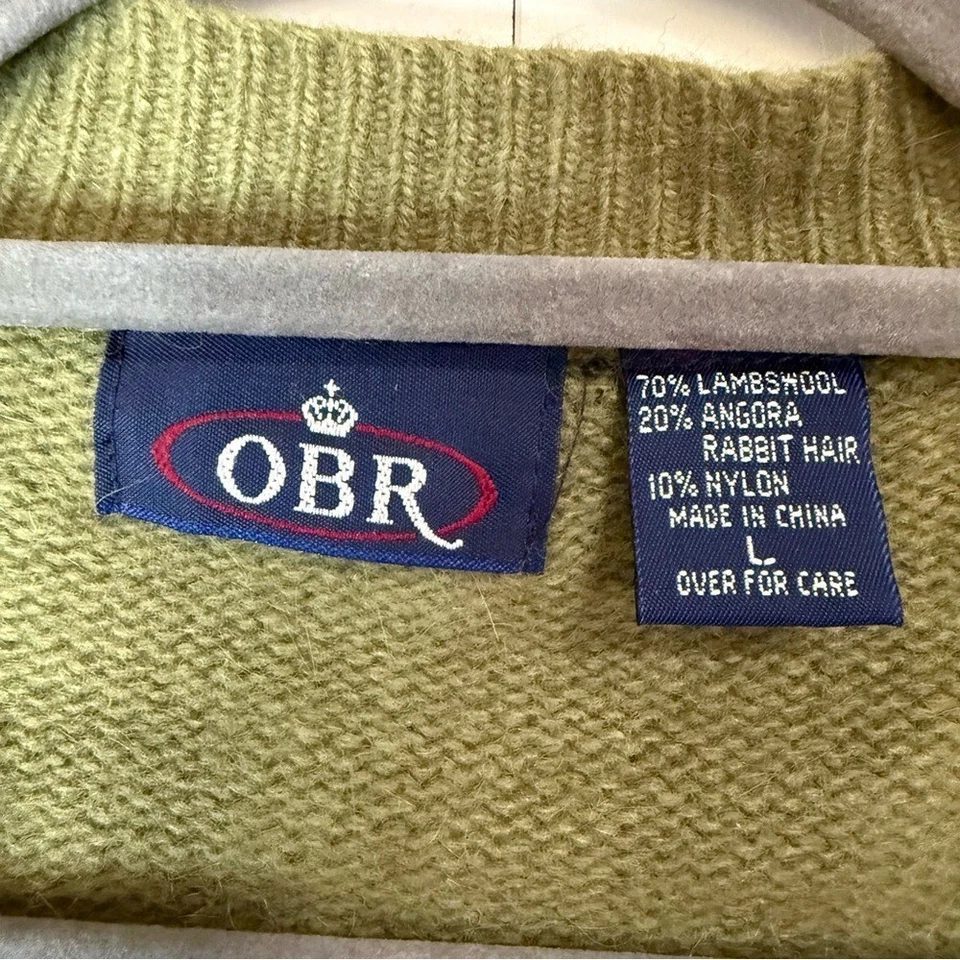 OBR
70% LAMBSWOOL
20% ANGORA
RABBIT HAIR
10% NYLON
MADE IN CHINA
L
OVER FOR CARE